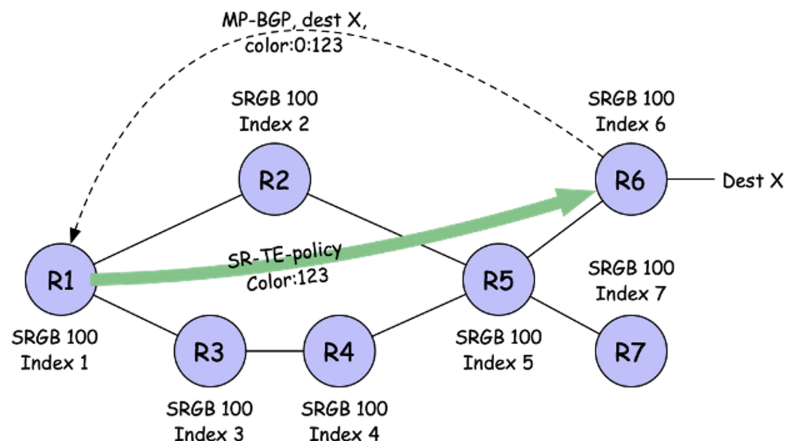 MP-BGP, dest X,
color:0:123
SRGB 100
Index 2
SRGB 100
Index 6
R2
R6
Dest X
SR-TE-policy
Color:123
R1
R5
SRGB 100
Index 7
SRGB 100
Index 1
R3
R4
SRGB 100
Index 5
R7
SRGB 100
Index 3
SRGB 100
Index 4